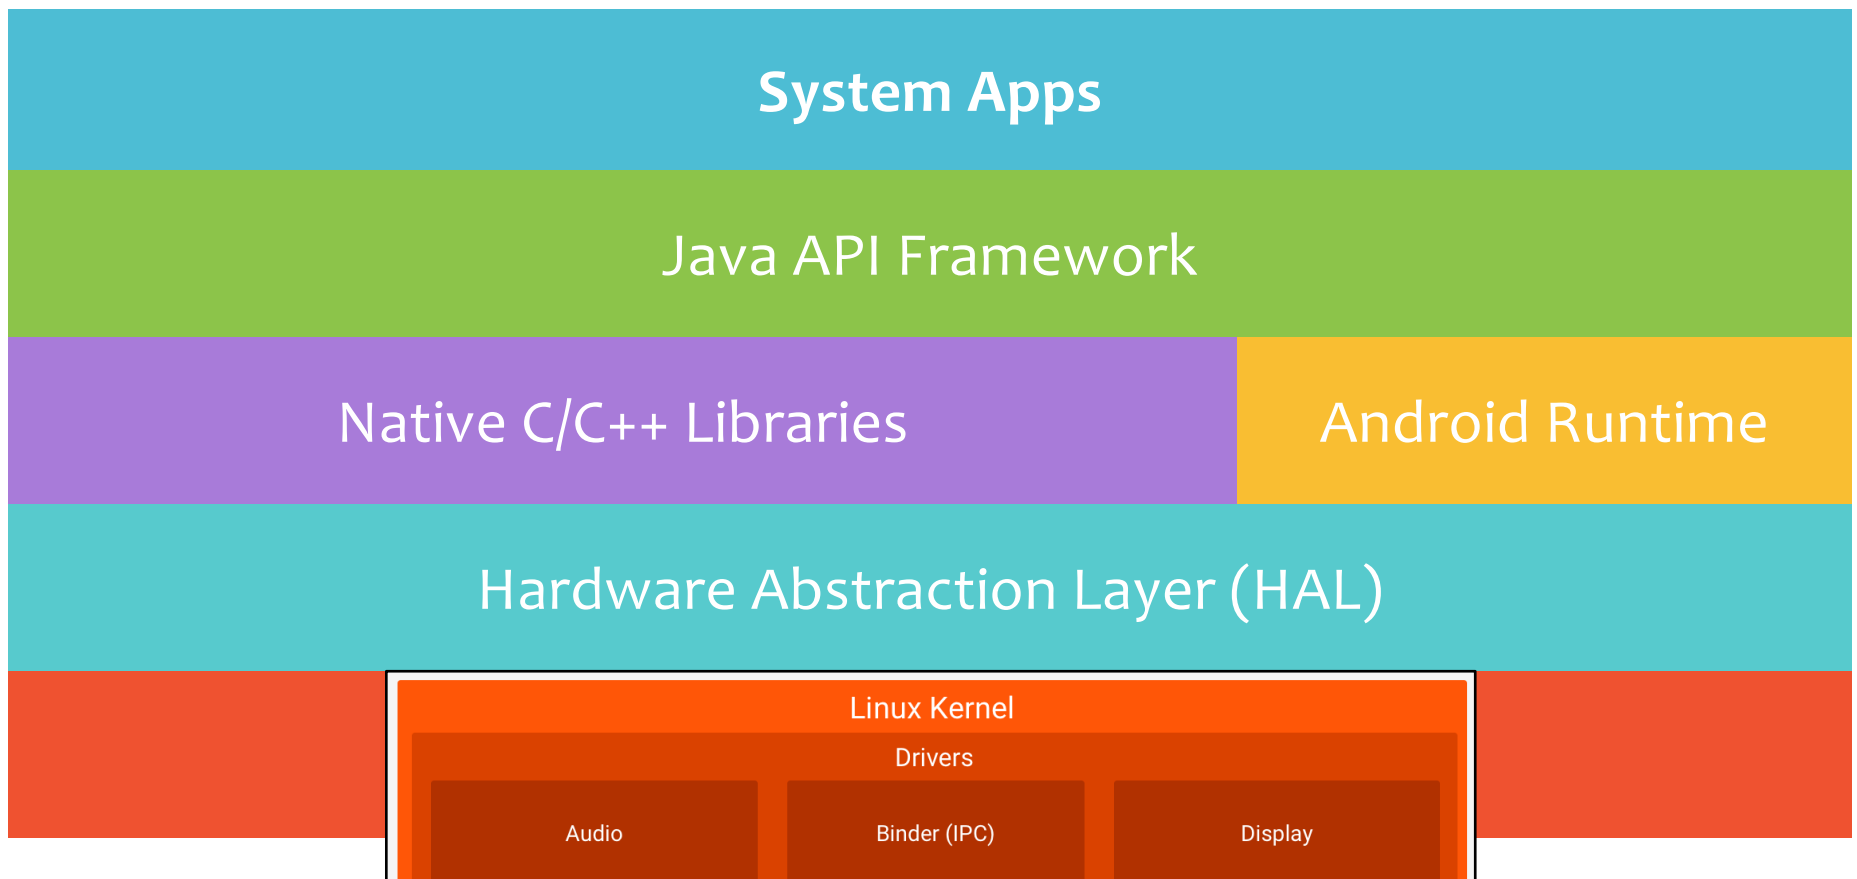 System Apps
Java API Framework
Native C/C++ Libraries
Android Runtime
Hardware Abstraction Layer (HAL)
Linux Kernel
Drivers
Audio
Binder (IPC)
Display